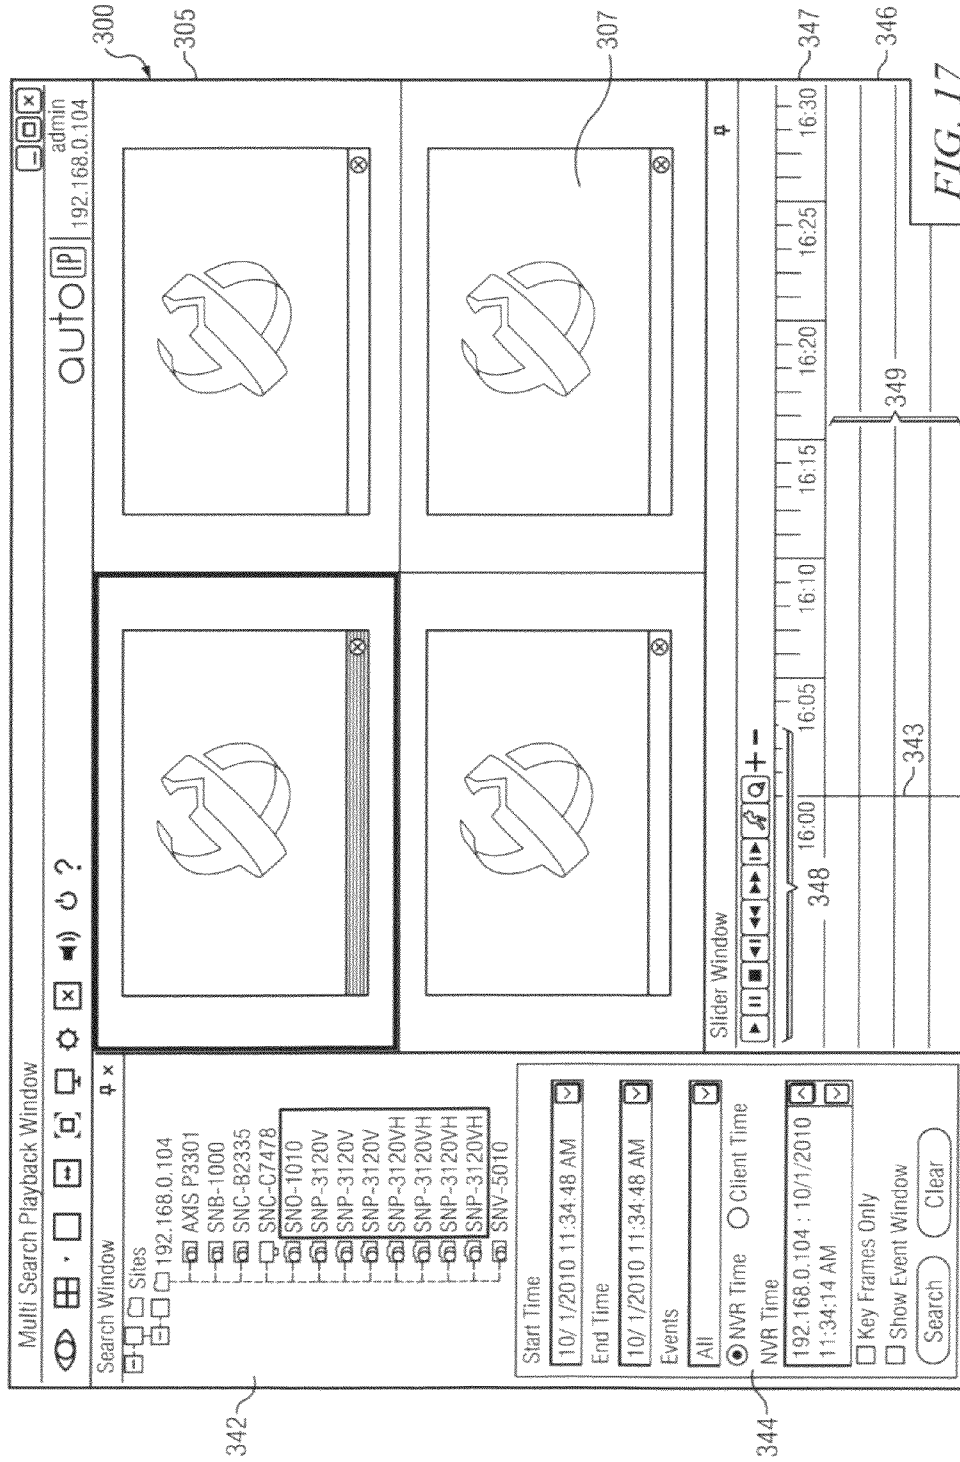 Multi Search Playback Window
?
auto IP
admin
192.168.0.104
Search Window
Sites
192.168.0.104
AXIS P3301
SNB-1000
SNC-B2335
SNC-C7478
SNO-1010
SNP-3120V
SNP-3120V
SNP-3120V
SNP-3120VH
SNP-3120VH
SNP-3120VH
SNP-3120VH
SNV-5010
Start Time
10/ 1/2010 11:34:48 AM
End Time
10/ 1/2010 11:34:48 AM
Events
All
NVR Time Client Time
NVR Time
192.168.0.104 : 10/1/2010
11:34:14 AM
Key Frames Only
Show Event Window
Search Clear
Slider Window
16:00 16:05 16:10 16:15 16:20 16:25 16:30
300
305
307
347
346
348
349
343
342
344
FIG. 17